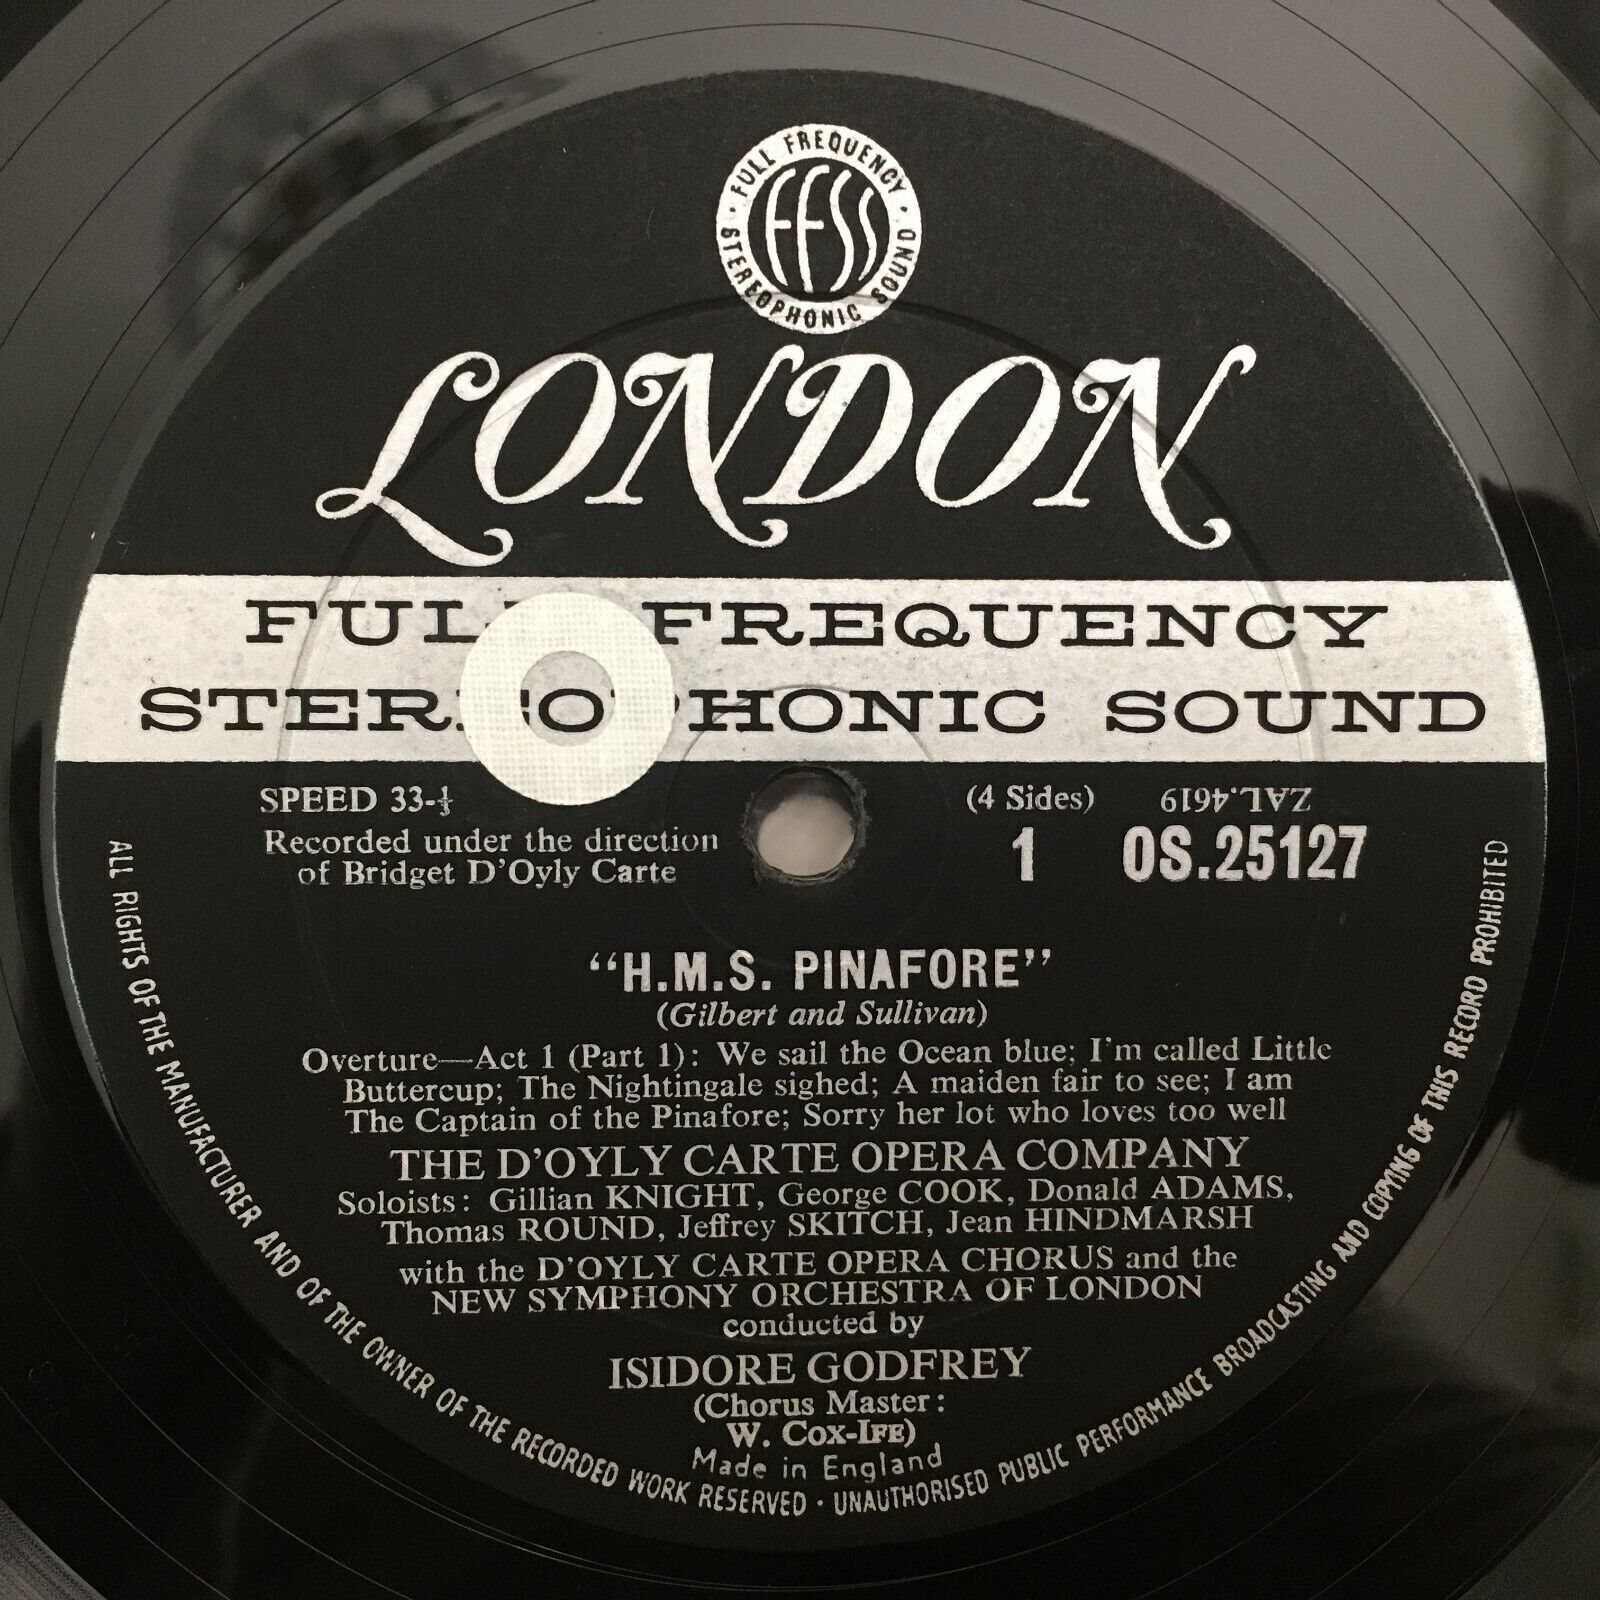 FULL FREQUENCY
FFSS
STEREOPHONIC SOUND
LONDON
FULL FREQUENCY
STEREOPHONIC SOUND
SPEED 33-⅓
Recorded under the direction
of Bridget D'Oyly Carte
(4 Sides)
ZAL.4619
1 OS.25127
"H.M.S. PINAFORE"
(Gilbert and Sullivan)
Overture—Act 1 (Part 1): We sail the Ocean blue; I'm called Little
Buttercup; The Nightingale sighed; A maiden fair to see; I am
The Captain of the Pinafore; Sorry her lot who loves too well
THE D'OYLY CARTE OPERA COMPANY
Soloists: Gillian KNIGHT, George COOK, Donald ADAMS,
Thomas ROUND, Jeffrey SKITCH, Jean HINDMARSH
with the D'OYLY CARTE OPERA CHORUS and the
NEW SYMPHONY ORCHESTRA OF LONDON
conducted by
ISIDORE GODFREY
(Chorus Master:
W. COX-IFE)
Made in England
ALL RIGHTS OF THE MANUFACTURER AND OF THE OWNER OF THE RECORDED WORK RESERVED · UNAUTHORISED PUBLIC PERFORMANCE BROADCASTING AND COPYING OF THIS RECORD PROHIBITED